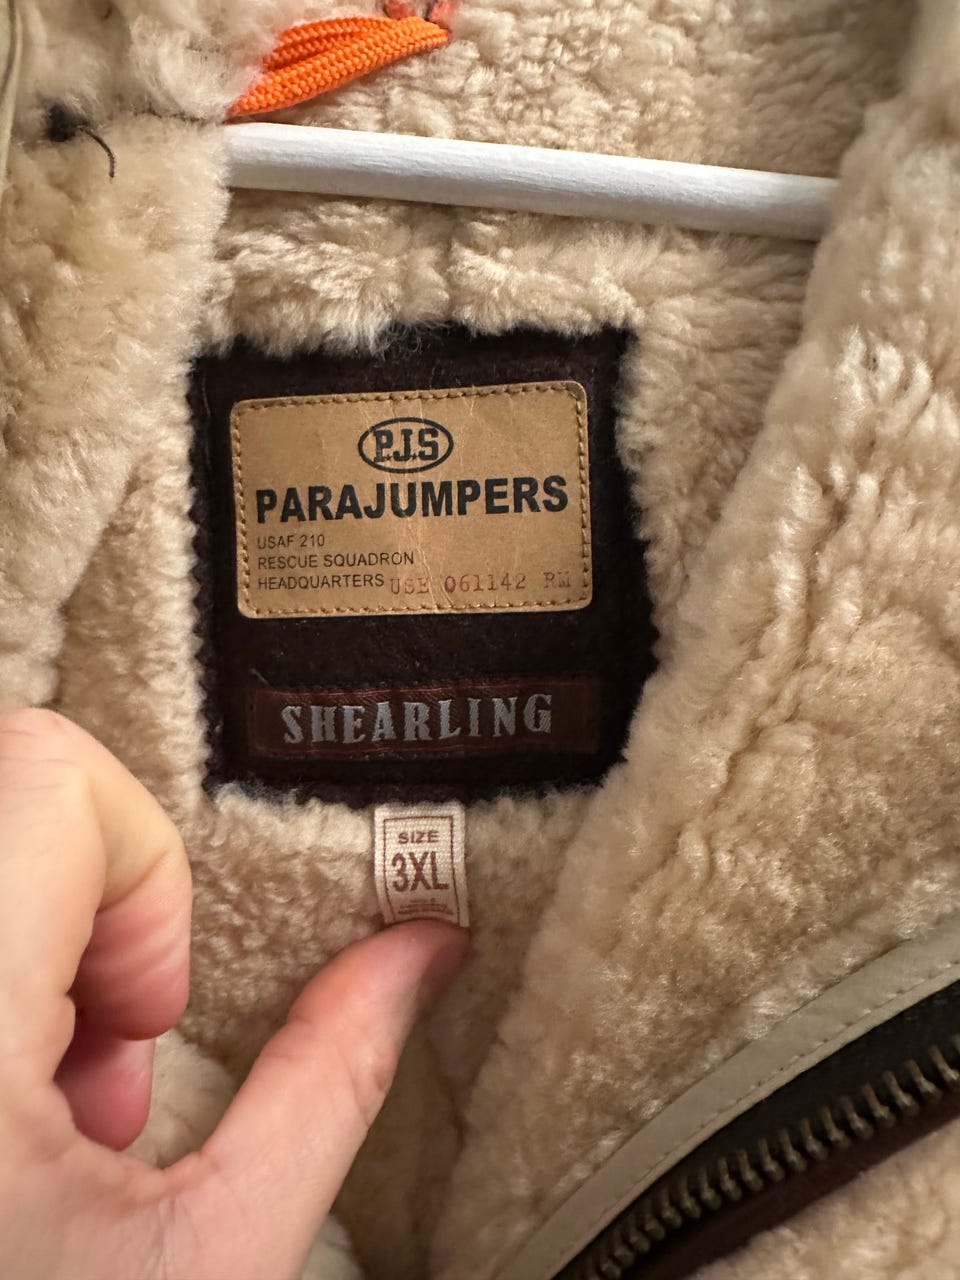 P.J.S
PARAJUMPERS
USAF 210
RESCUE SQUADRON
HEADQUARTERS USE 061142 RM
SHEARLING
SIZE
3XL